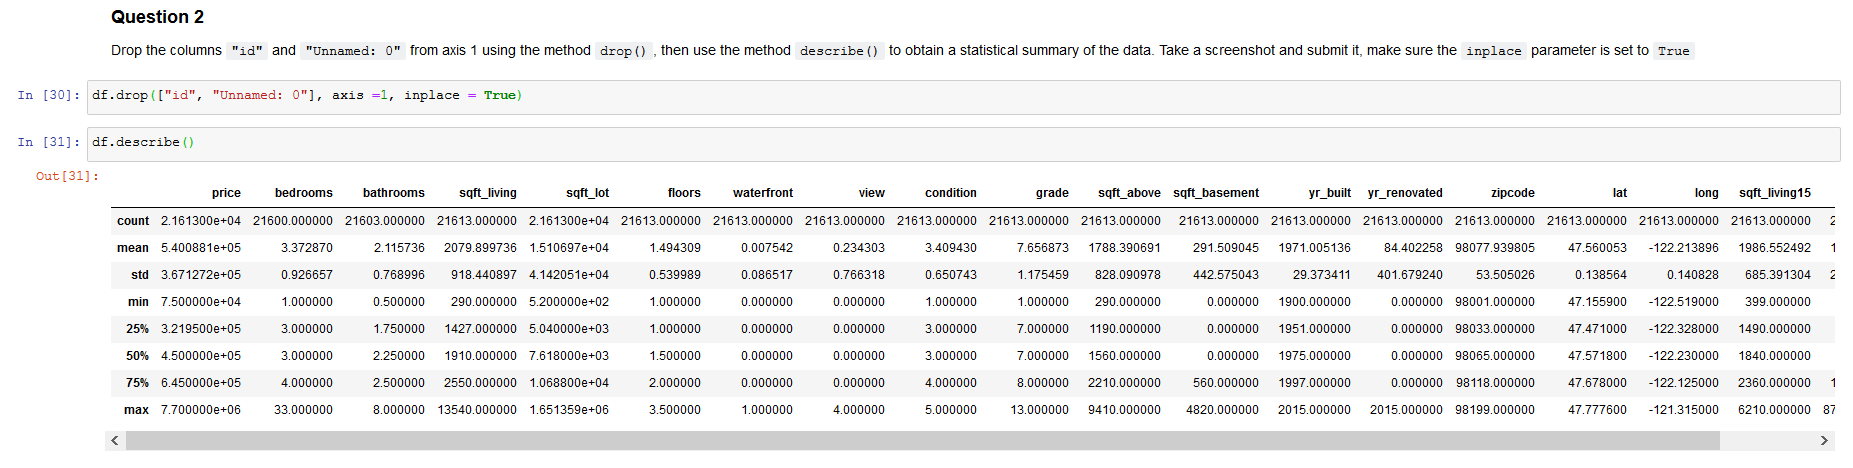 Question 2
Drop the columns "id" and "Unnamed: 0" from axis 1 using the method drop() , then use the method describe() to obtain a statistical summary of the data. Take a screenshot and submit it, make sure the inplace parameter is set to True
In [30]: df.drop(["id", "Unnamed: 0"], axis =1, inplace = True)
In [31]: df.describe()
Out[31]:
price bedrooms bathrooms sqft_living sqft_lot floors waterfront view condition grade sqft_above sqft_basement yr_built yr_renovated zipcode lat long sqft_living15
count 2.161300e+04 21600.000000 21603.000000 21613.000000 2.161300e+04 21613.000000 21613.000000 21613.000000 21613.000000 21613.000000 21613.000000 21613.000000 21613.000000 21613.000000 21613.000000 21613.000000 21613.000000 21613.000000 2
mean 5.400881e+05 3.372870 2.115736 2079.899736 1.510697e+04 1.494309 0.007542 0.234303 3.409430 7.656873 1788.390691 291.509045 1971.005136 84.402258 98077.939805 47.560053 -122.213896 1986.552492 1
std 3.671272e+05 0.926657 0.768996 918.440897 4.142051e+04 0.539989 0.086517 0.766318 0.650743 1.175459 828.090978 442.575043 29.373411 401.679240 53.505026 0.138564 0.140828 685.391304 2
min 7.500000e+04 1.000000 0.500000 290.000000 5.200000e+02 1.000000 0.000000 0.000000 1.000000 1.000000 290.000000 0.000000 1900.000000 0.000000 98001.000000 47.155900 -122.519000 399.000000
25% 3.219500e+05 3.000000 1.750000 1427.000000 5.040000e+03 1.000000 0.000000 0.000000 3.000000 7.000000 1190.000000 0.000000 1951.000000 0.000000 98033.000000 47.471000 -122.328000 1490.000000
50% 4.500000e+05 3.000000 2.250000 1910.000000 7.618000e+03 1.500000 0.000000 0.000000 3.000000 7.000000 1560.000000 0.000000 1975.000000 0.000000 98065.000000 47.571800 -122.230000 1840.000000
75% 6.450000e+05 4.000000 2.500000 2550.000000 1.068800e+04 2.000000 0.000000 0.000000 4.000000 8.000000 2210.000000 560.000000 1997.000000 0.000000 98118.000000 47.678000 -122.125000 2360.000000 1
max 7.700000e+06 33.000000 8.000000 13540.000000 1.651359e+06 3.500000 1.000000 4.000000 5.000000 13.000000 9410.000000 4820.000000 2015.000000 2015.000000 98199.000000 47.777600 -121.315000 6210.000000 87